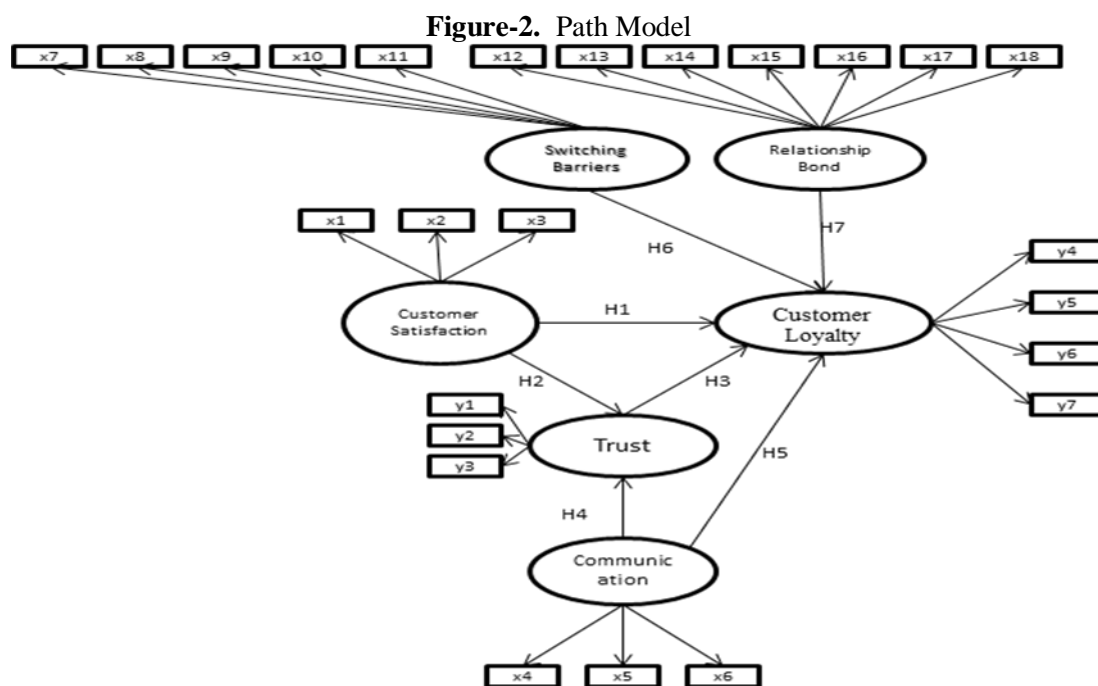 Figure-2. Path Model
x7 x8 x9 x10 x11 x12 x13 x14 x15 x16 x17 x18
Switching
Barriers
Relationship
Bond
x1 x2 x3
H6
H7
y4
y5
y6
y7
Customer
Satisfaction
H1
Customer
Loyalty
H2
H3
y1
y2
y3
Trust
H5
H4
Communic
ation
x4 x5 x6